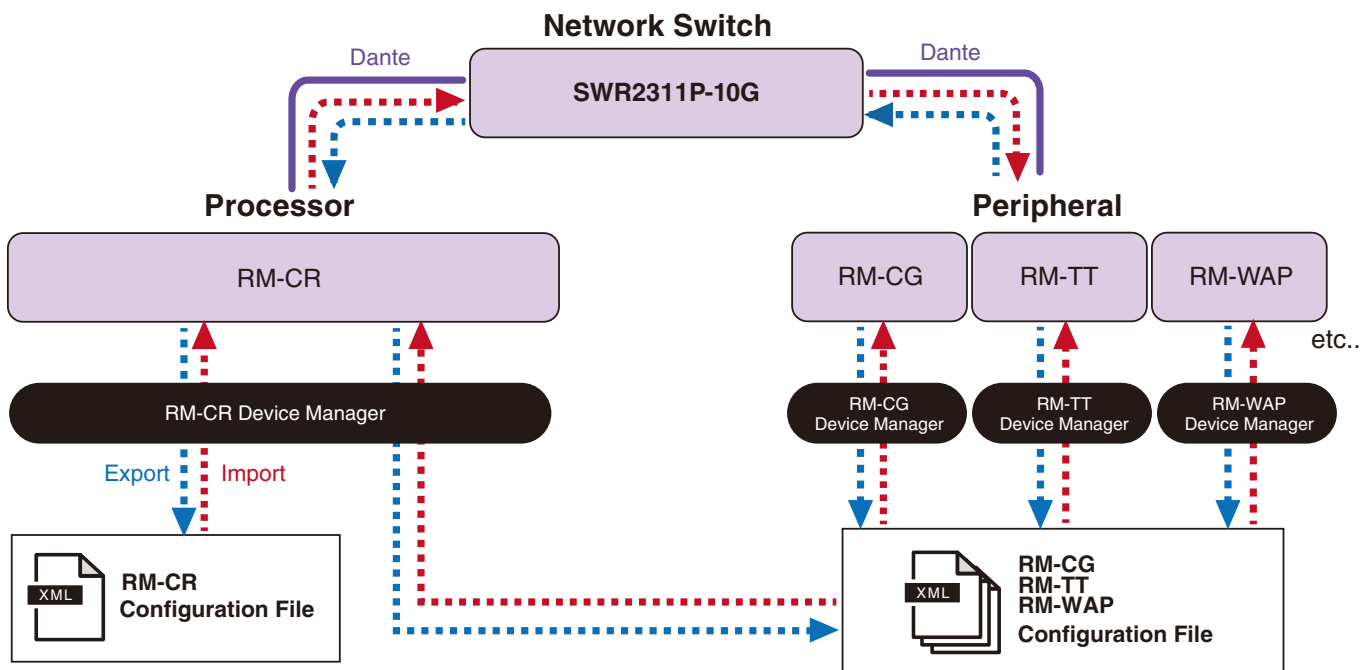 Network Switch
Dante
Dante
SWR2311P-10G
Processor
Peripheral
RM-CR
RM-CG
RM-TT
RM-WAP
etc..
RM-CR Device Manager
RM-CG
Device Manager
RM-TT
Device Manager
RM-WAP
Device Manager
Export
Import
XML
RM-CR
Configuration File
XML
RM-CG
RM-TT
RM-WAP
Configuration File